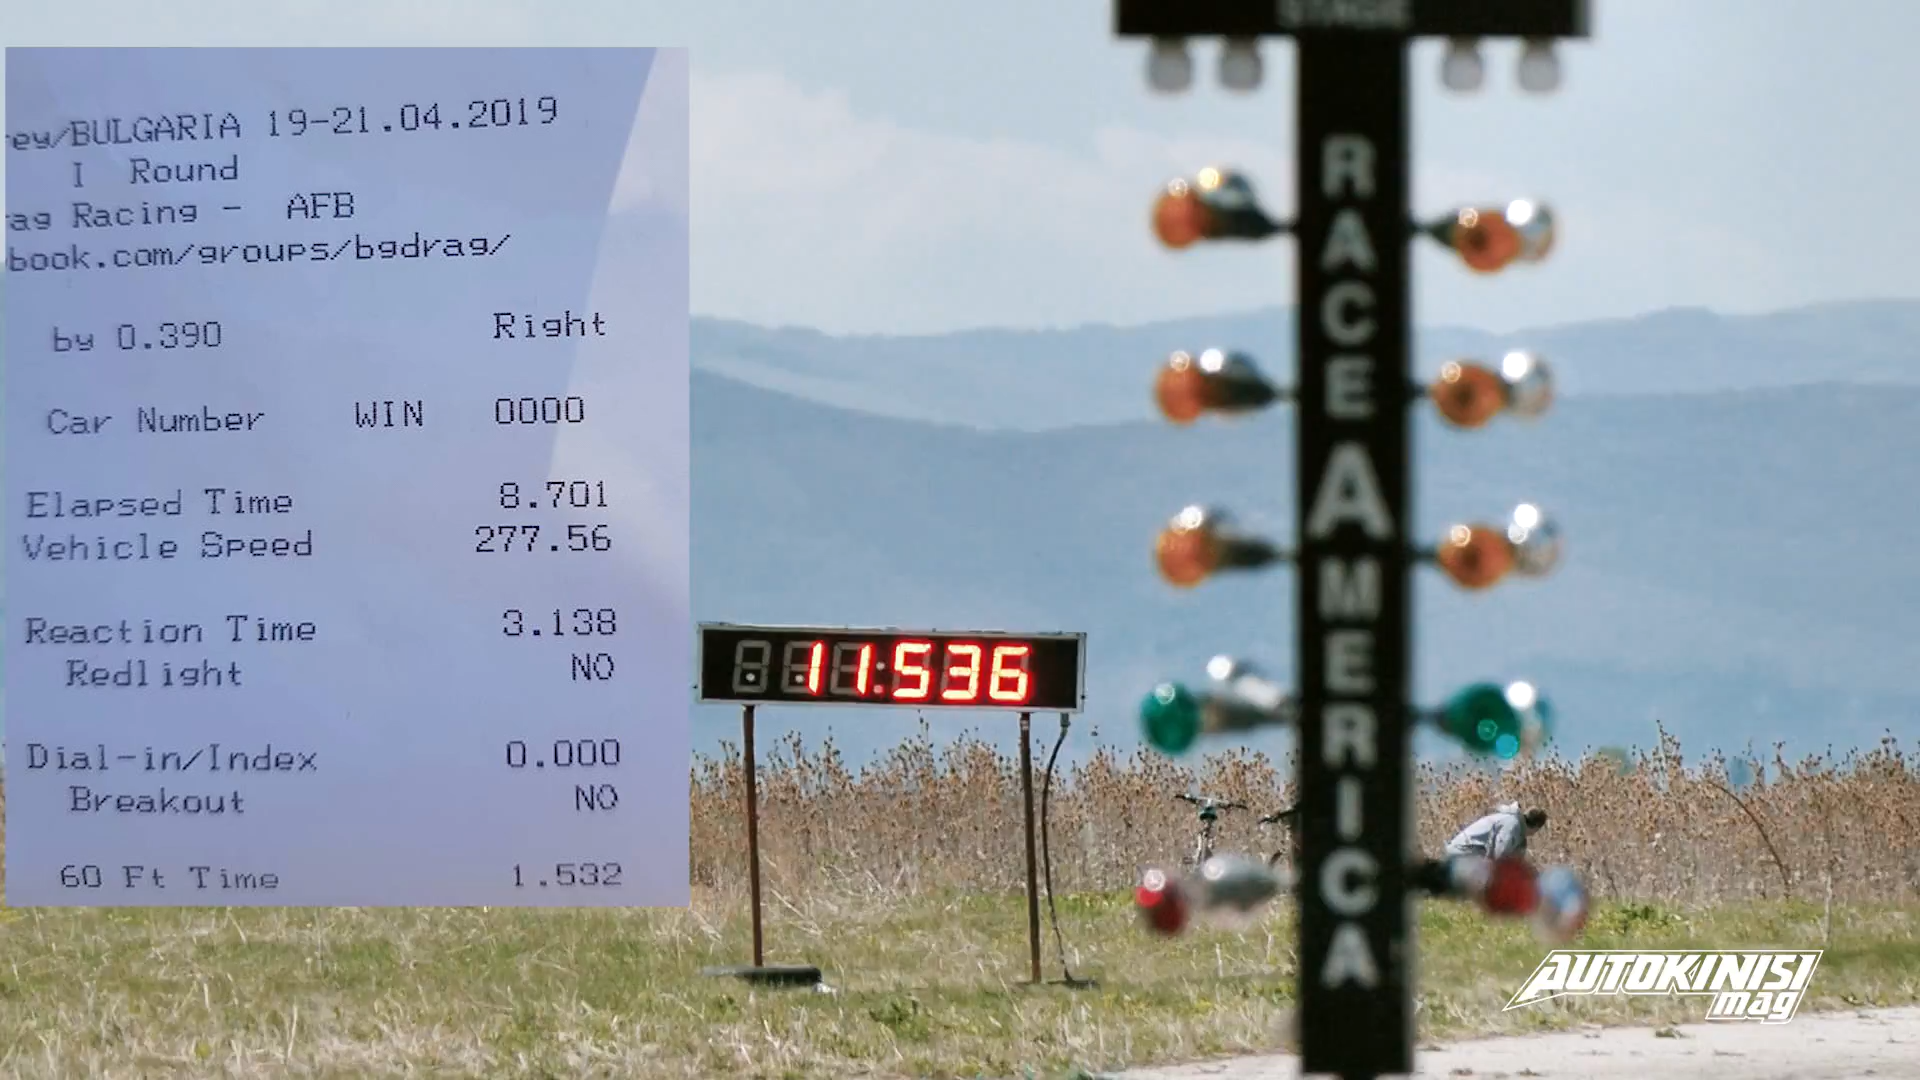 ey/BULGARIA 19-21.04.2019
I Round
ag Racing - AFB
book.com/groups/bgdrag/
by 0.390 Right
Car Number WIN 0000
Elapsed Time 8.701
Vehicle Speed 277.56
Reaction Time 3.138
Redlight NO
Dial-in/Index 0.000
Breakout NO
60 Ft Time 1.532
11:536
STAGE
RACE AMERICA
AUTOKINISI
mag